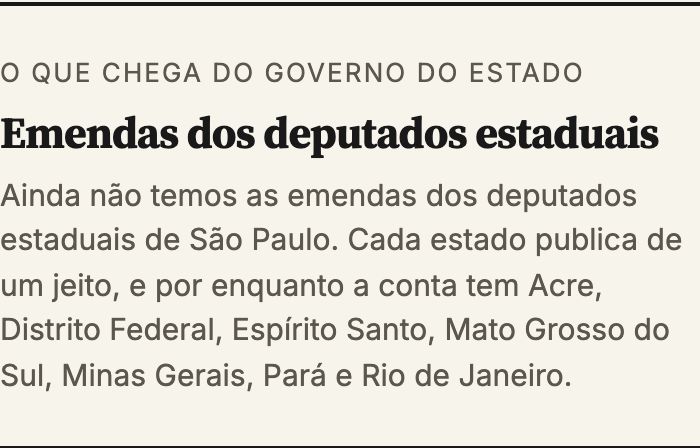 O QUE CHEGA DO GOVERNO DO ESTADO
Emendas dos deputados estaduais
Ainda não temos as emendas dos deputados
estaduais de São Paulo. Cada estado publica de
um jeito, e por enquanto a conta tem Acre,
Distrito Federal, Espírito Santo, Mato Grosso do
Sul, Minas Gerais, Pará e Rio de Janeiro.